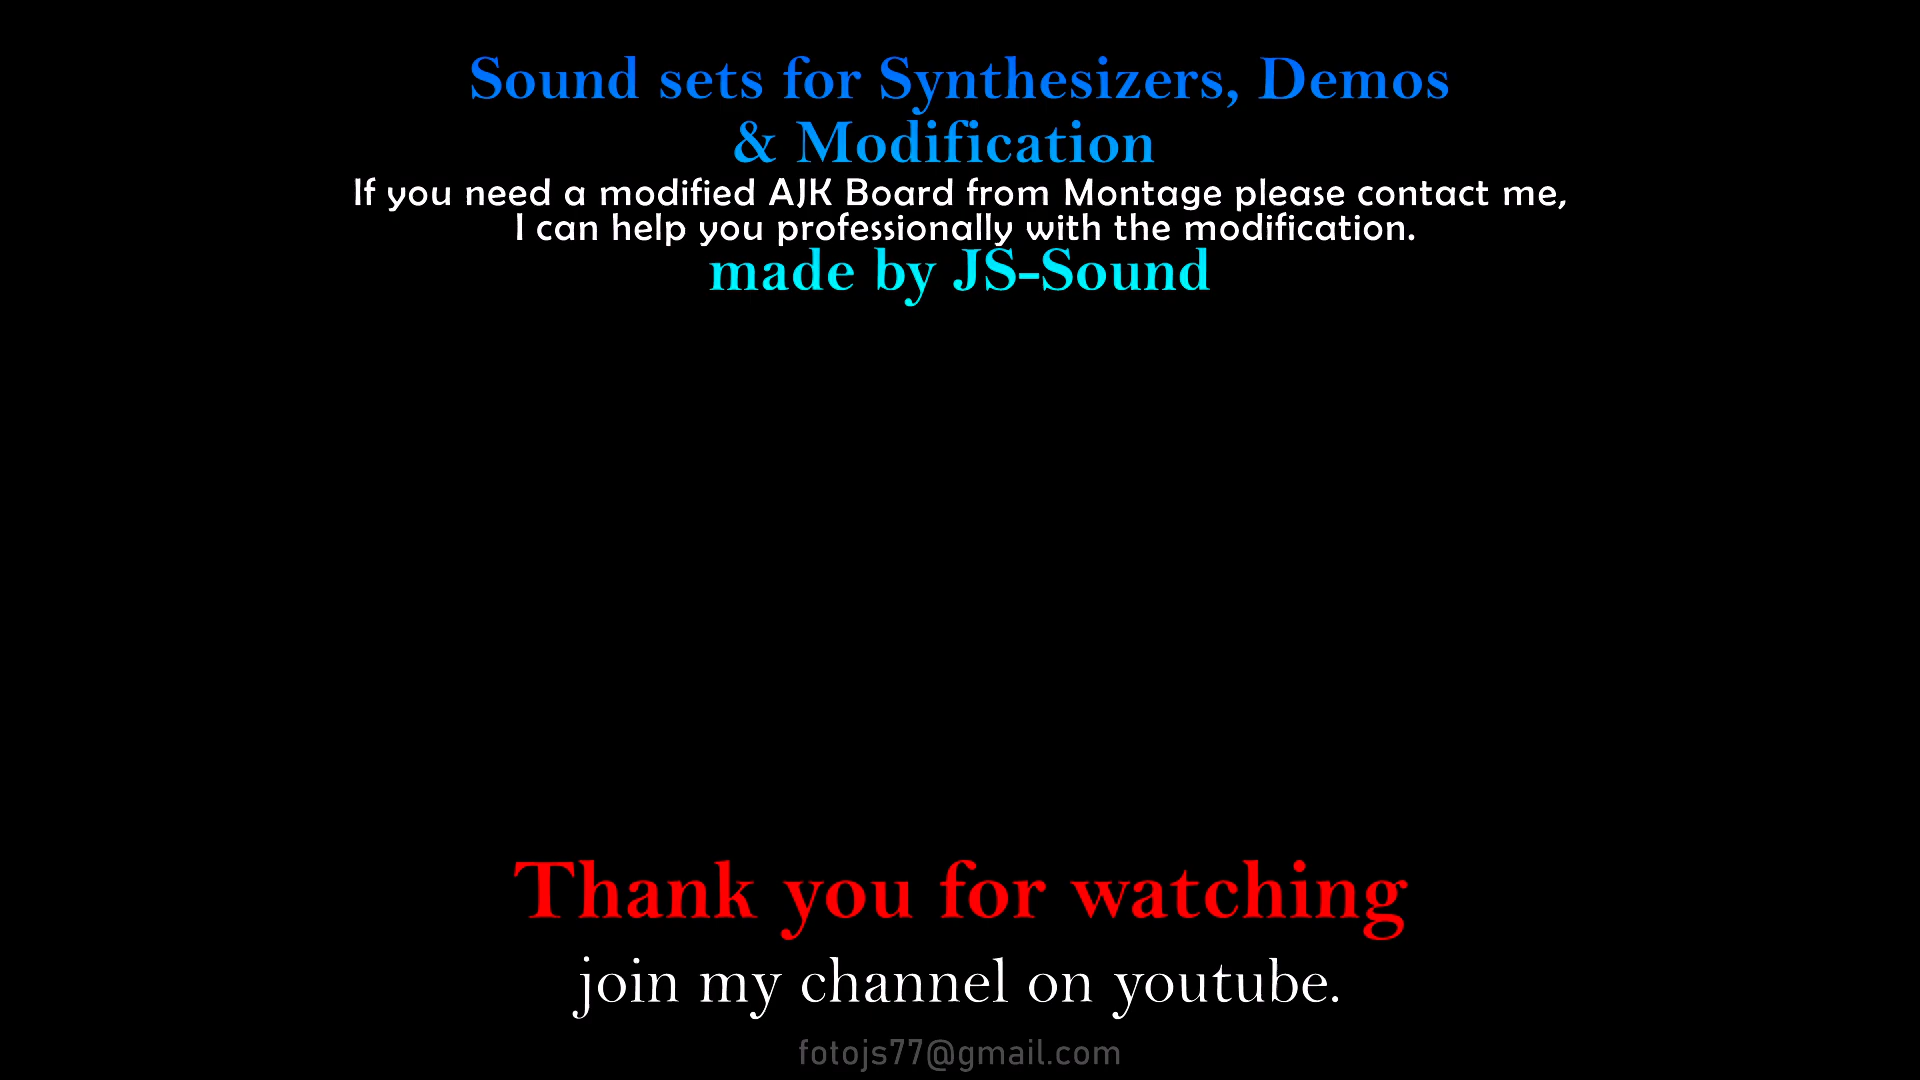 Sound sets for Synthesizers, Demos
& Modification
If you need a modified AJK Board from Montage please contact me,
I can help you professionally with the modification.
made by JS-Sound
Thank you for watching
join my channel on youtube.
fotojs77@gmail.com